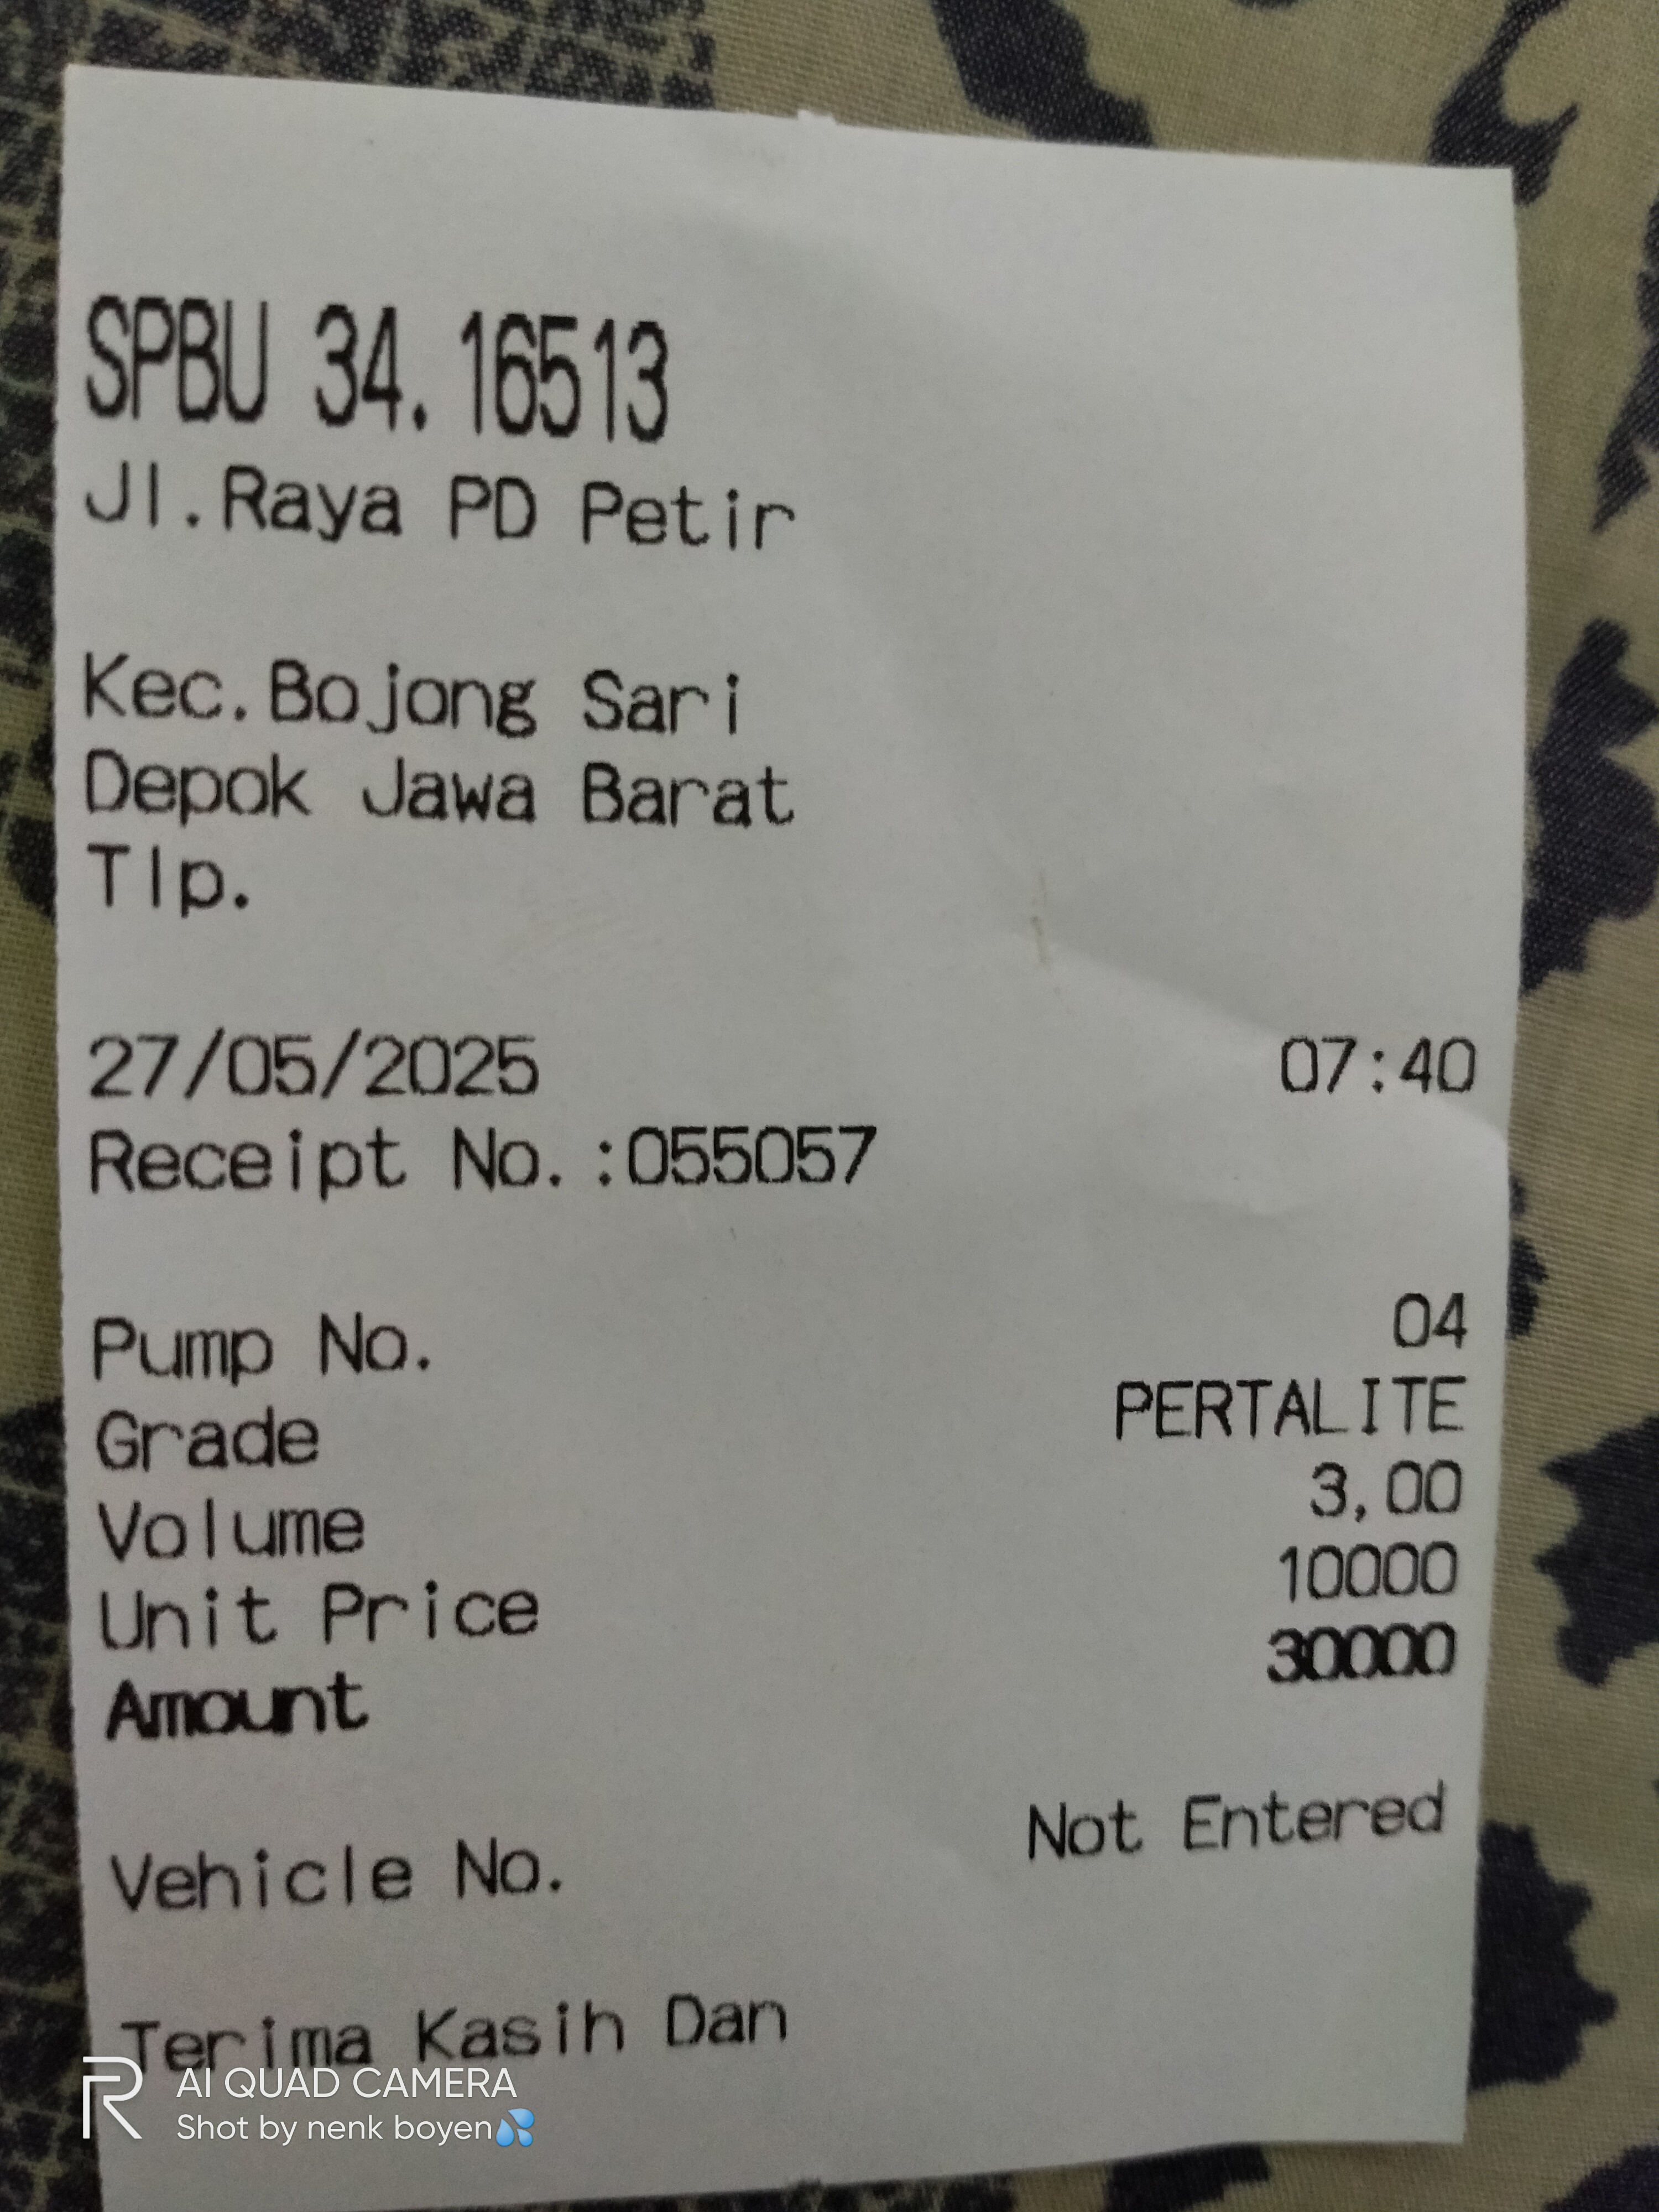 SPBU 34.16513
Jl.Raya PD Petir
Kec.Bojong Sari
Depok Jawa Barat
Tlp.
27/05/2025 07:40
Receipt No.:055057
Pump No. 04
Grade PERTALITE
Volume 3,00
Unit Price 10000
Amount 30000
Vehicle No. Not Entered
Terima Kasih Dan
R AI QUAD CAMERA
Shot by nenk boyen💦